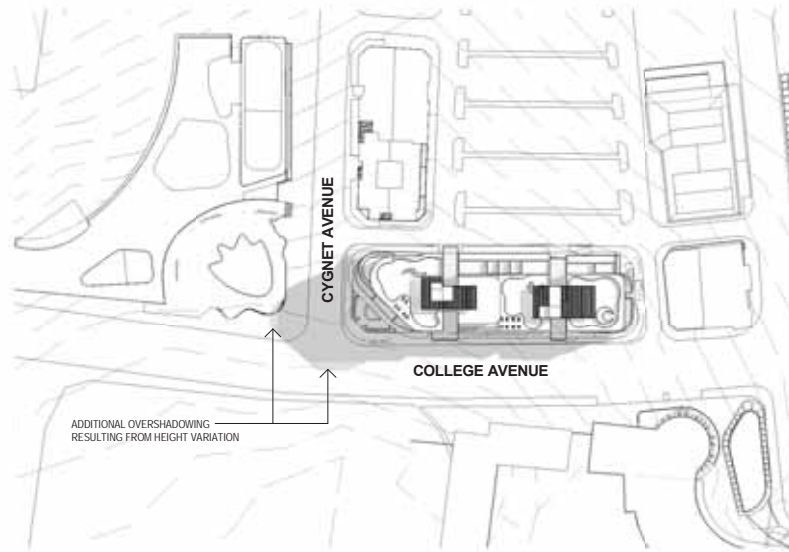 CYGNET AVENUE
COLLEGE AVENUE
ADDITIONAL OVERSHADOWING
RESULTING FROM HEIGHT VARIATION